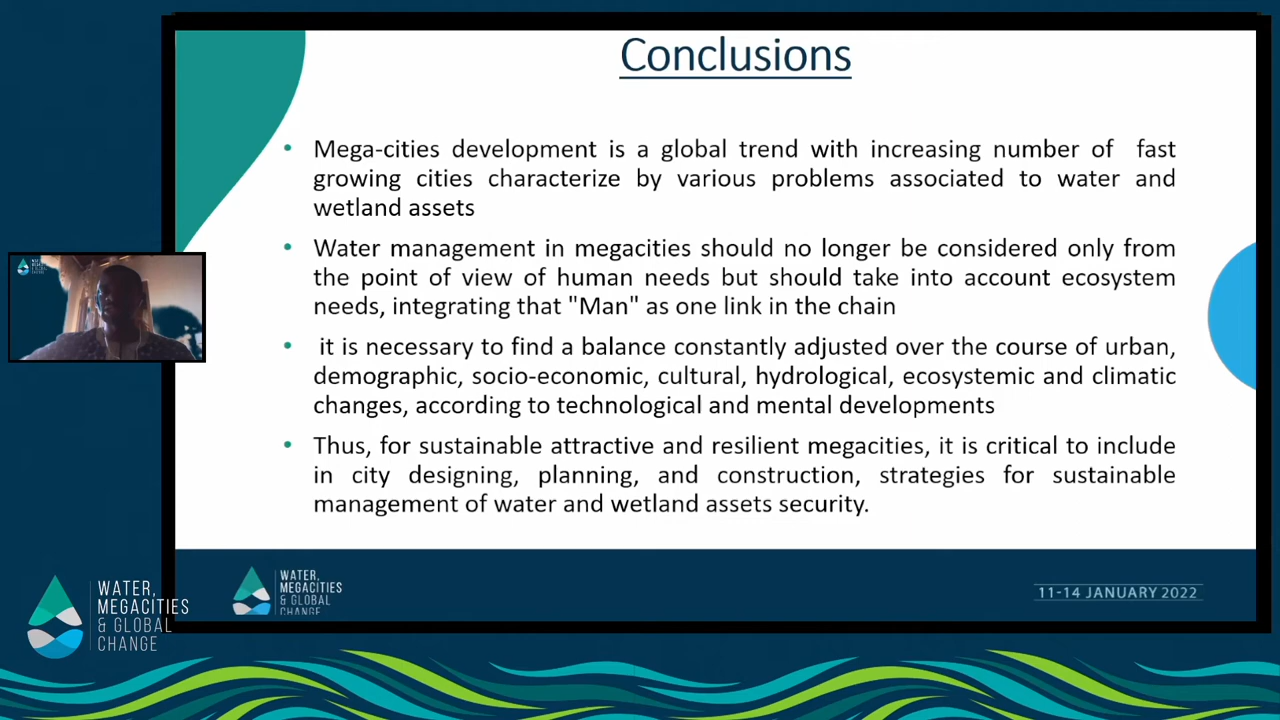 Conclusions
• Mega-cities development is a global trend with increasing number of fast
growing cities characterize by various problems associated to water and
wetland assets
• Water management in megacities should no longer be considered only from
the point of view of human needs but should take into account ecosystem
needs, integrating that "Man" as one link in the chain
• it is necessary to find a balance constantly adjusted over the course of urban,
demographic, socio-economic, cultural, hydrological, ecosystemic and climatic
changes, according to technological and mental developments
• Thus, for sustainable attractive and resilient megacities, it is critical to include
in city designing, planning, and construction, strategies for sustainable
management of water and wetland assets security.
WATER,
MEGACITIES
& GLOBAL
CHANGE
11-14 JANUARY 2022
WATER,
MEGACITIES
& GLOBAL
CHANGE